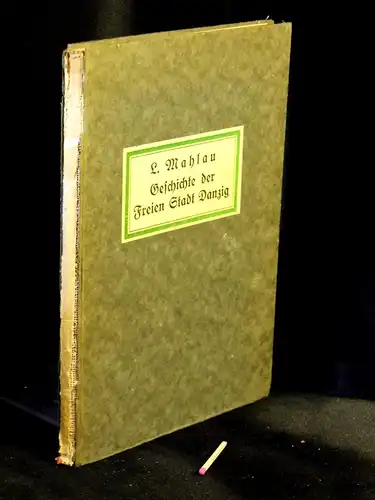 L. Mahlau
Geschichte der
Freien Stadt Danzig